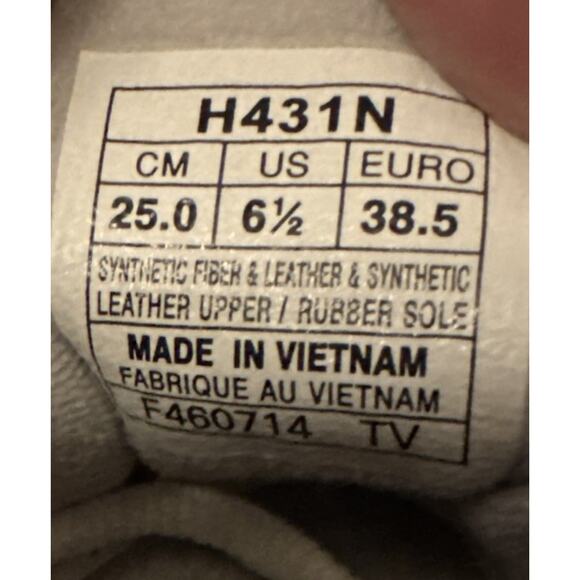 H431N
CM US EURO
25.0 6½ 38.5
SYNTHETIC FIBER & LEATHER & SYNTHETIC
LEATHER UPPER / RUBBER SOLE
MADE IN VIETNAM
FABRIQUE AU VIETNAM
F460714 TV